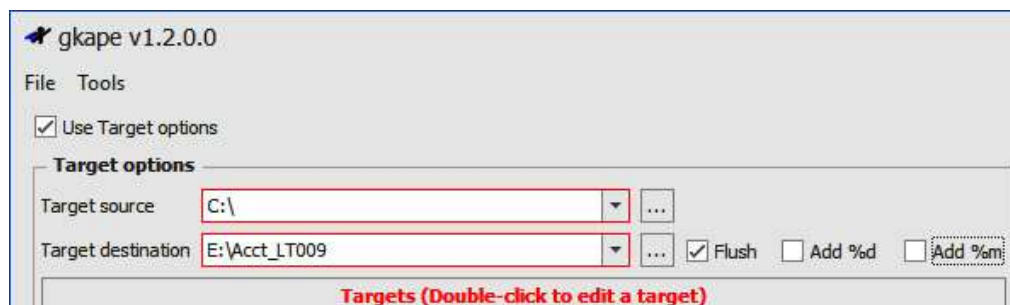 gkape v1.2.0.0
File Tools
Use Target options
Target options
Target source C:\ ...
Target destination E:\Acct_LT009 ... Flush Add %d Add %m
Targets (Double-click to edit a target)